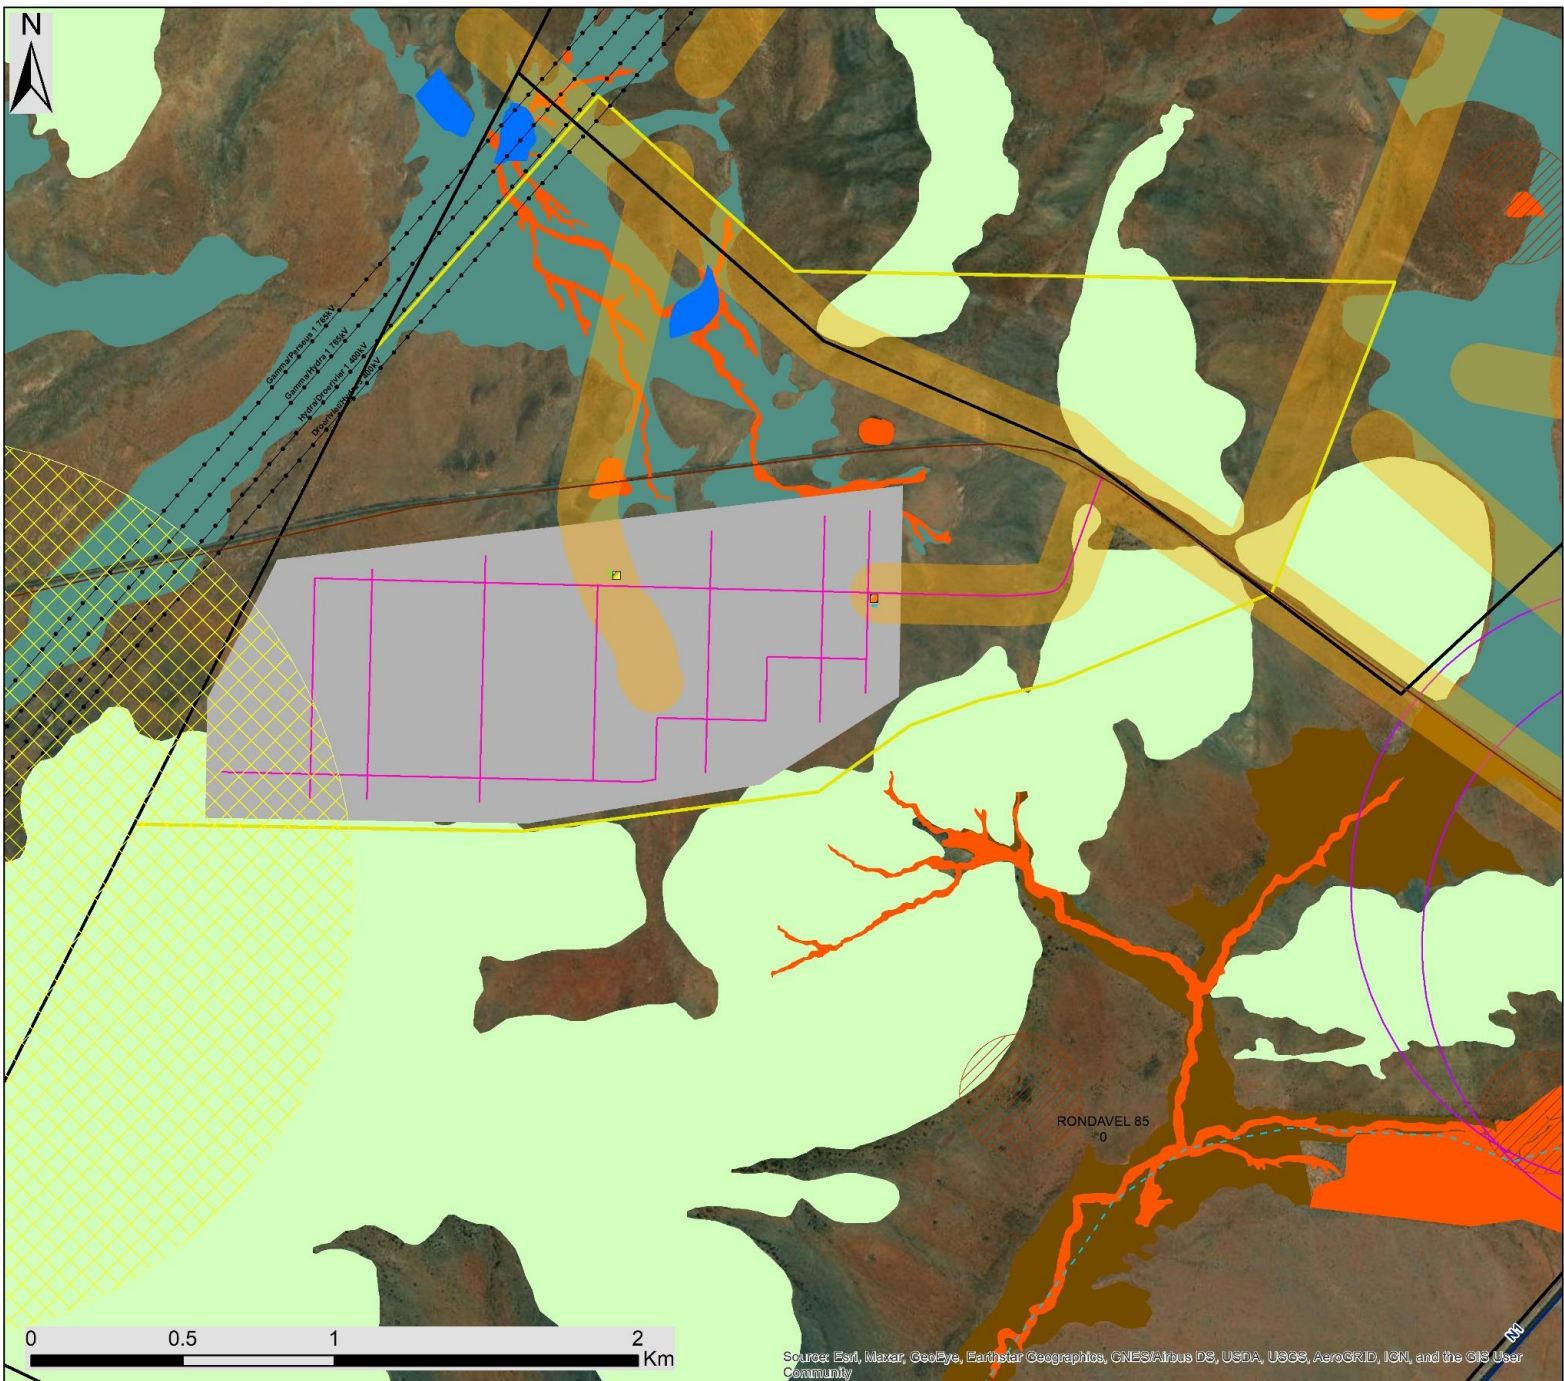 N
Gamma/Perseus 1 765kV
Gamma/Hydra 1 765kV
Hydra/Droerivier 1 400kV
RONDAVEL 85
0
N1
0 0.5 1 2
Km
Source: Esri, Maxar, GeoEye, Earthstar Geographics, CNES/Airbus DS, USDA, USGS, AeroGRID, IGN, and the GIS User
Community